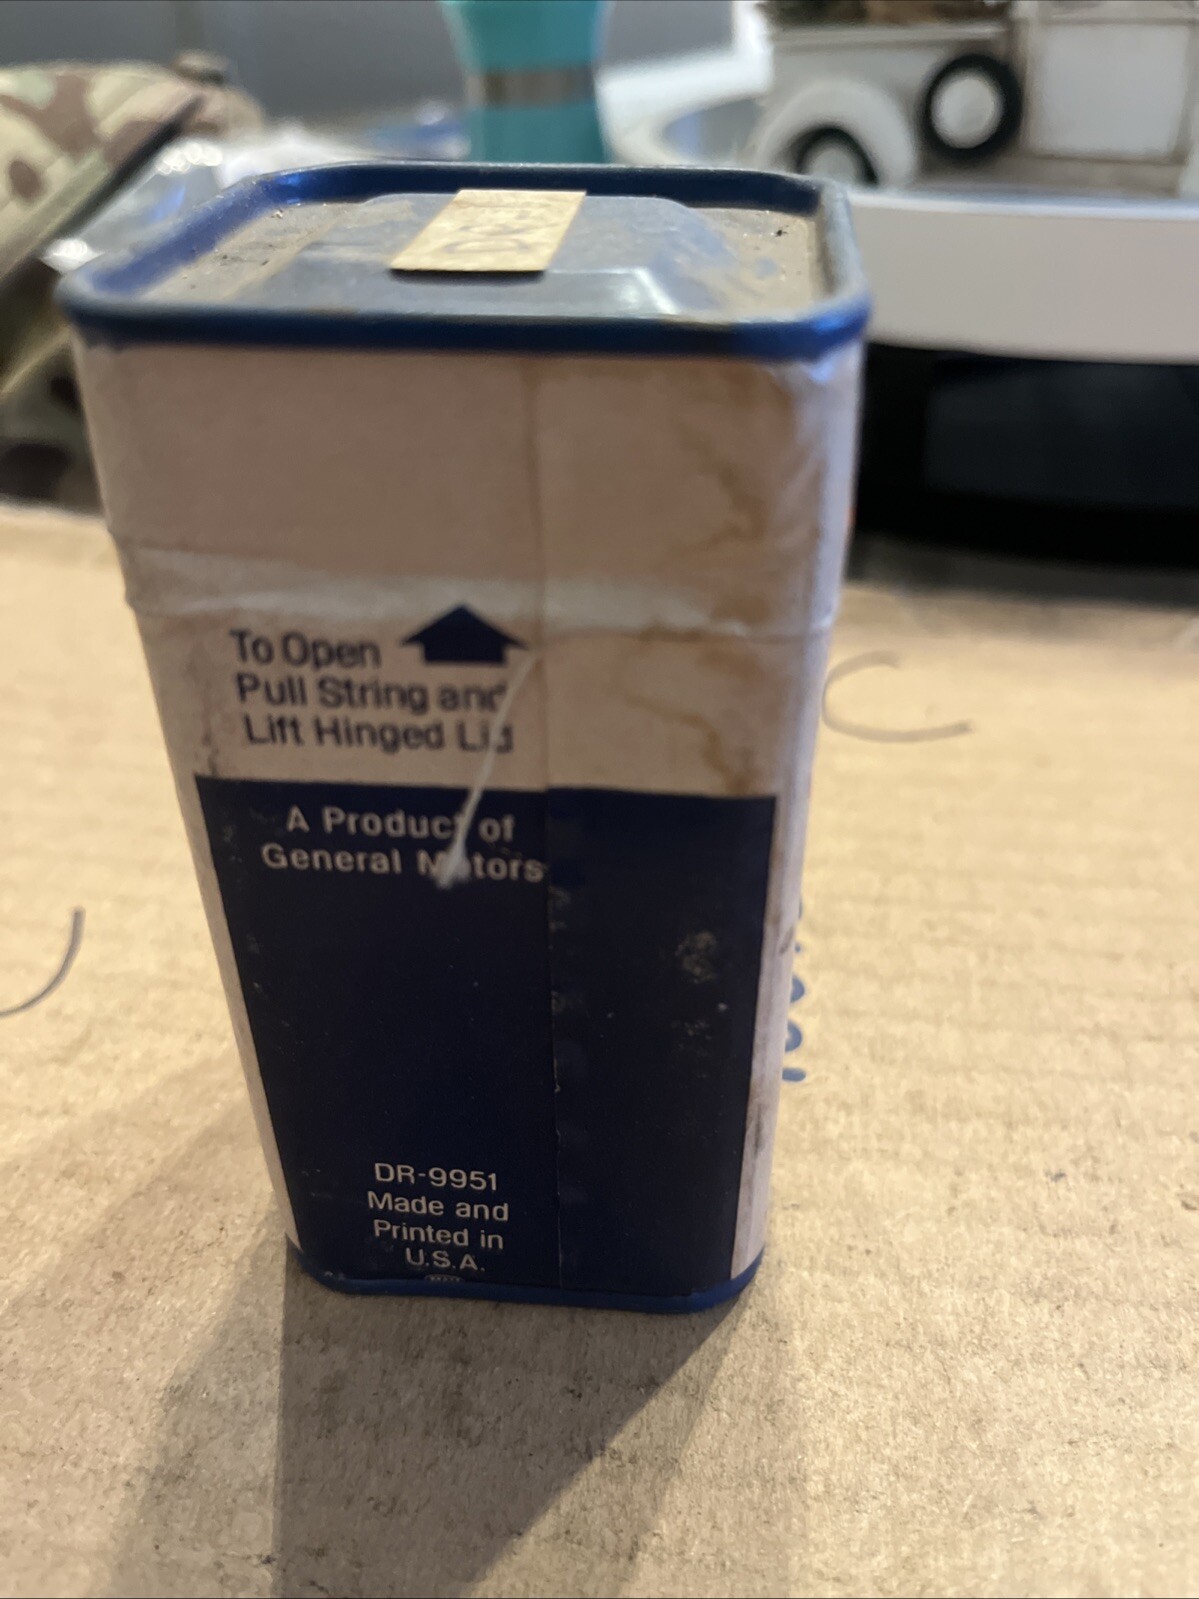 To Open
Pull String and
Lift Hinged Lid
A Product of
General Motors
DR-9951
Made and
Printed in
U.S.A.
C